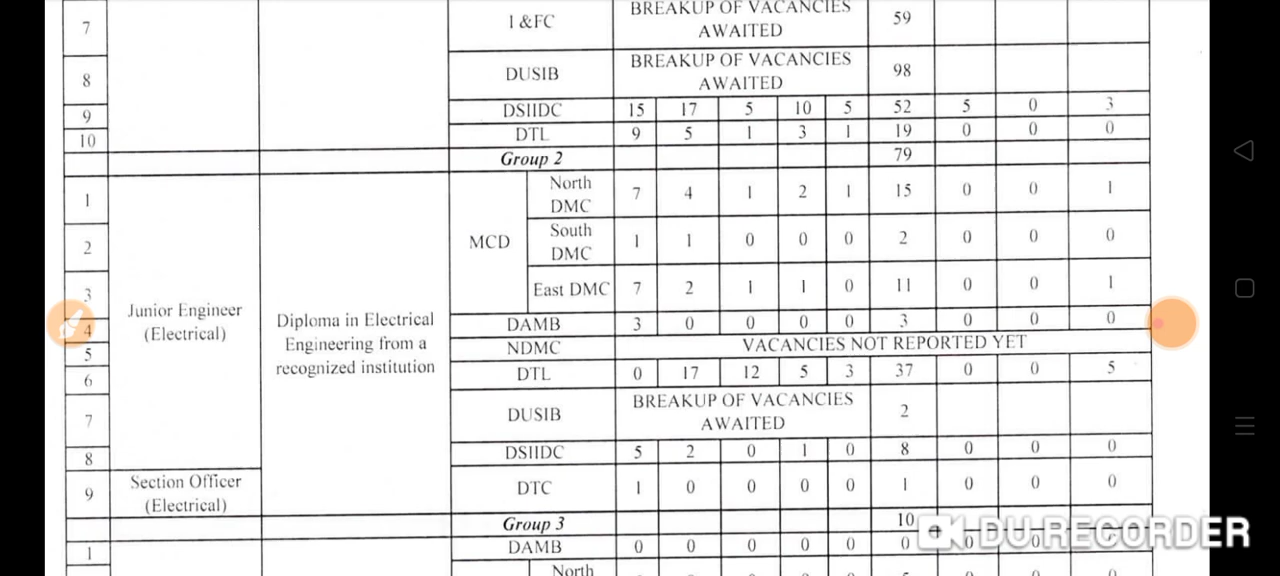 7 I &FC BREAKUP OF VACANCIES AWAITED 59
8 DUSIB BREAKUP OF VACANCIES AWAITED 98
9 DSIIDC 15 17 5 10 5 52 5 0 3
10 DTL 9 5 1 3 1 19 0 0 0
Group 2 79
1 Junior Engineer (Electrical) Diploma in Electrical Engineering from a recognized institution MCD North DMC 7 4 1 2 1 15 0 0 1
2 South DMC 1 1 0 0 0 2 0 0 0
3 East DMC 7 2 1 1 0 11 0 0 1
4 DAMB 3 0 0 0 0 3 0 0 0
5 NDMC VACANCIES NOT REPORTED YET
6 DTL 0 17 12 5 3 37 0 0 5
7 DUSIB BREAKUP OF VACANCIES AWAITED 2
8 DSIIDC 5 2 0 1 0 8 0 0 0
9 Section Officer (Electrical) DTC 1 0 0 0 0 1 0 0 0
Group 3 10
1 DAMB 0 0 0 0 0 0 0 0
North
DU RECORDER